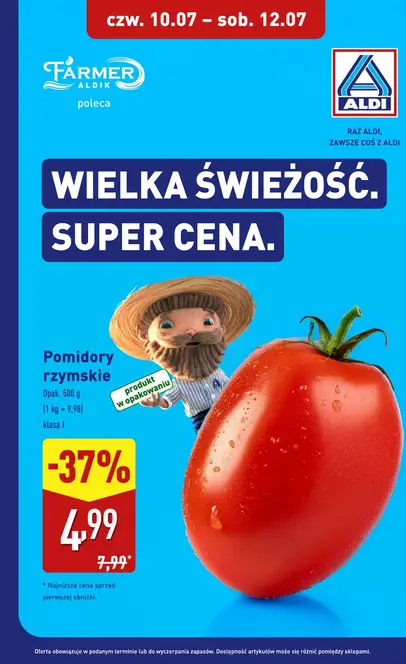 czw. 10.07 – sob. 12.07
FARMER
ALDIK
poleca
ALDI
RAZ ALDI,
ZAWSZE COŚ Z ALDI
WIELKA ŚWIEŻOŚĆ.
SUPER CENA.
Pomidory
rzymskie
Opak. 500 g
(1 kg = 9,98)
klasa I
produkt
w opakowaniu
-37%
4,99
7,99*
* Najniższa cena sprzed
pierwszej obniżki.
Oferta obowiązuje w podanym terminie lub do wyczerpania zapasów. Dostępność artykułów może się różnić pomiędzy sklepami.